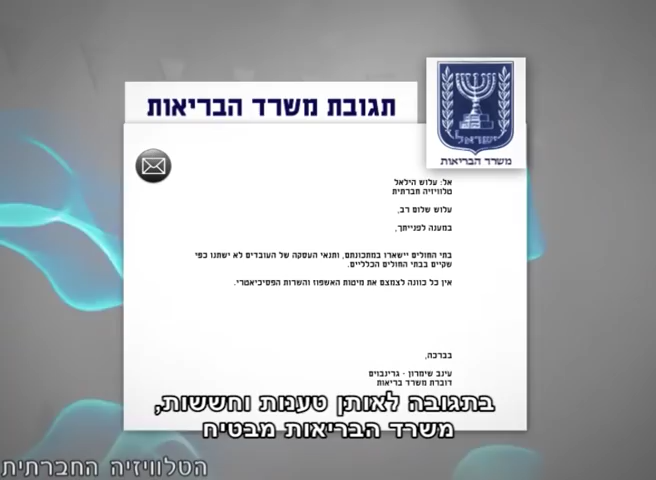 תגובת משרד הבריאות
ישראל
משרד הבריאות
אל: עלוש הילאל
טלוויזיה חברתית
עלוש שלום רב,
במענה לפנייתך,
בתי החולים יישארו במתכונתם, ותנאי העסקה של העובדים לא ישתנו כפי
שקיים בבתי החולים הכלליים.
אין כל כוונה לצמצם את מיטות האשפוז והשרות הפסיכיאטרי.
בברכה,
עינב שימרון - גרינבוים
דוברת משרד בריאות
בתגובה לאותן טענות וחששות,
משרד הבריאות מבטיח
הטלוויזיה החברתית